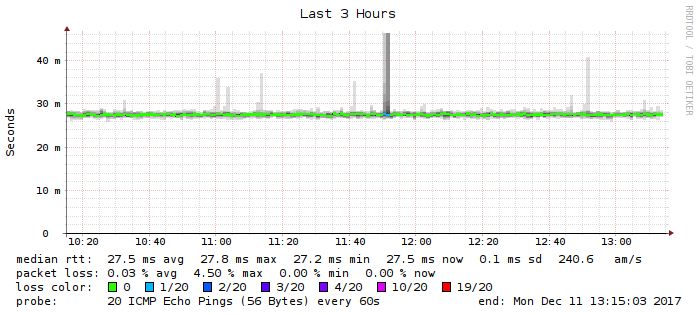 Last 3 Hours
RRDTOOL / TOBI OETIKER
Seconds
40 m
30 m
20 m
10 m
0
10:20 10:40 11:00 11:20 11:40 12:00 12:20 12:40 13:00
median rtt: 27.5 ms avg 27.8 ms max 27.2 ms min 27.5 ms now 0.1 ms sd 240.6 am/s
packet loss: 0.03 % avg 4.50 % max 0.00 % min 0.00 % now
loss color: 0 1/20 2/20 3/20 4/20 10/20 19/20
probe: 20 ICMP Echo Pings (56 Bytes) every 60s end: Mon Dec 11 13:15:03 2017